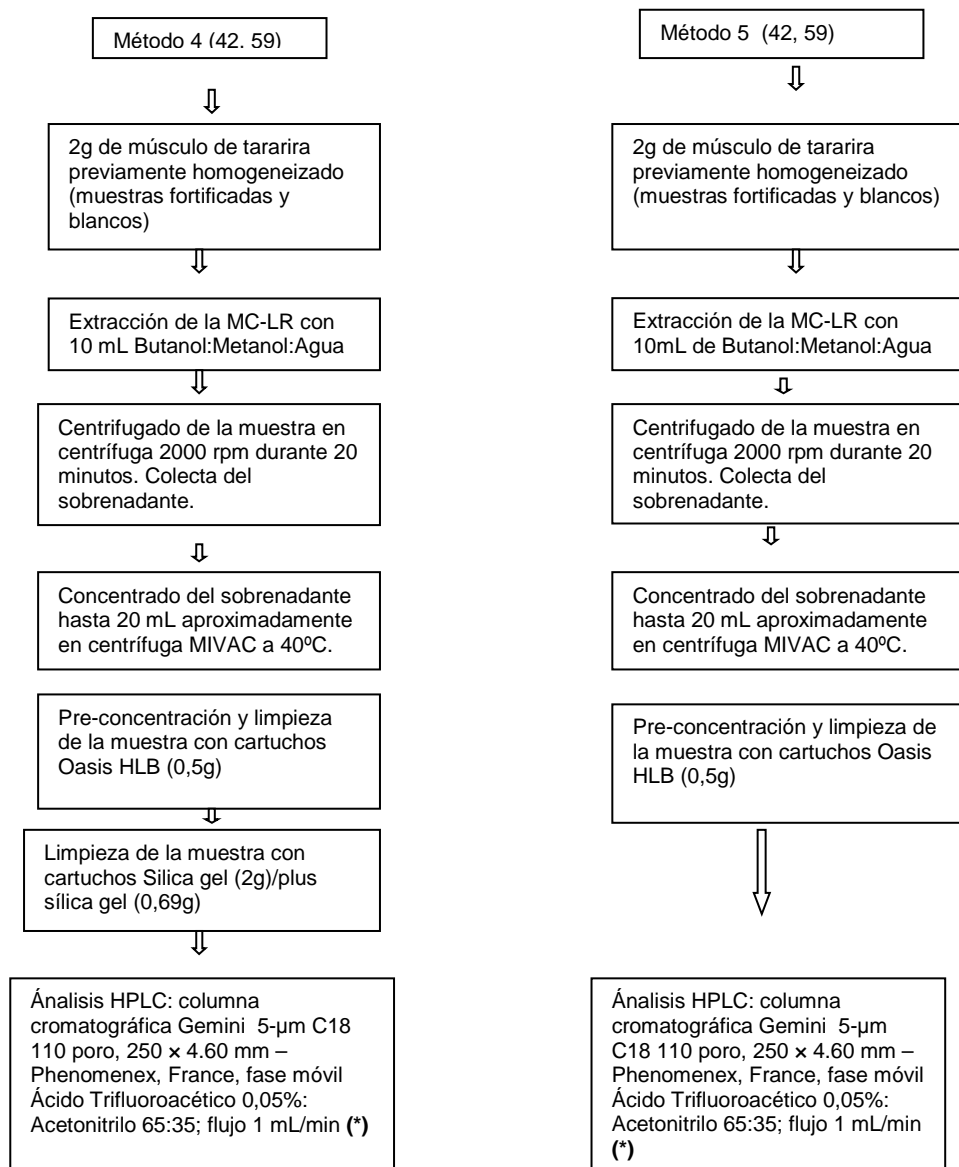 Método 4 (42, 59)
2g de músculo de tararira
previamente homogeneizado
(muestras fortificadas y
blancos)
Extracción de la MC-LR con
10 mL Butanol:Metanol:Agua
Centrifugado de la muestra en
centrífuga 2000 rpm durante 20
minutos. Colecta del
sobrenadante.
Concentrado del sobrenadante
hasta 20 mL aproximadamente
en centrífuga MIVAC a 40ºC.
Pre-concentración y limpieza
de la muestra con cartuchos
Oasis HLB (0,5g)
Limpieza de la muestra con
cartuchos Silica gel (2g)/plus
sílica gel (0,69g)
Ánalisis HPLC: columna
cromatográfica Gemini 5-µm C18
110 poro, 250 × 4.60 mm –
Phenomenex, France, fase móvil
Ácido Trifluoroacético 0,05%:
Acetonitrilo 65:35; flujo 1 mL/min (*)
Método 5 (42, 59)
2g de músculo de tararira
previamente homogeneizado
(muestras fortificadas y
blancos)
Extracción de la MC-LR con
10mL de Butanol:Metanol:Agua
Centrifugado de la muestra en
centrífuga 2000 rpm durante 20
minutos. Colecta del
sobrenadante.
Concentrado del sobrenadante
hasta 20 mL aproximadamente
en centrífuga MIVAC a 40ºC.
Pre-concentración y limpieza de
la muestra con cartuchos Oasis
HLB (0,5g)
Ánalisis HPLC: columna
cromatográfica Gemini 5-µm
C18 110 poro, 250 × 4.60 mm –
Phenomenex, France, fase móvil
Ácido Trifluoroacético 0,05%:
Acetonitrilo 65:35; flujo 1 mL/min
(*)